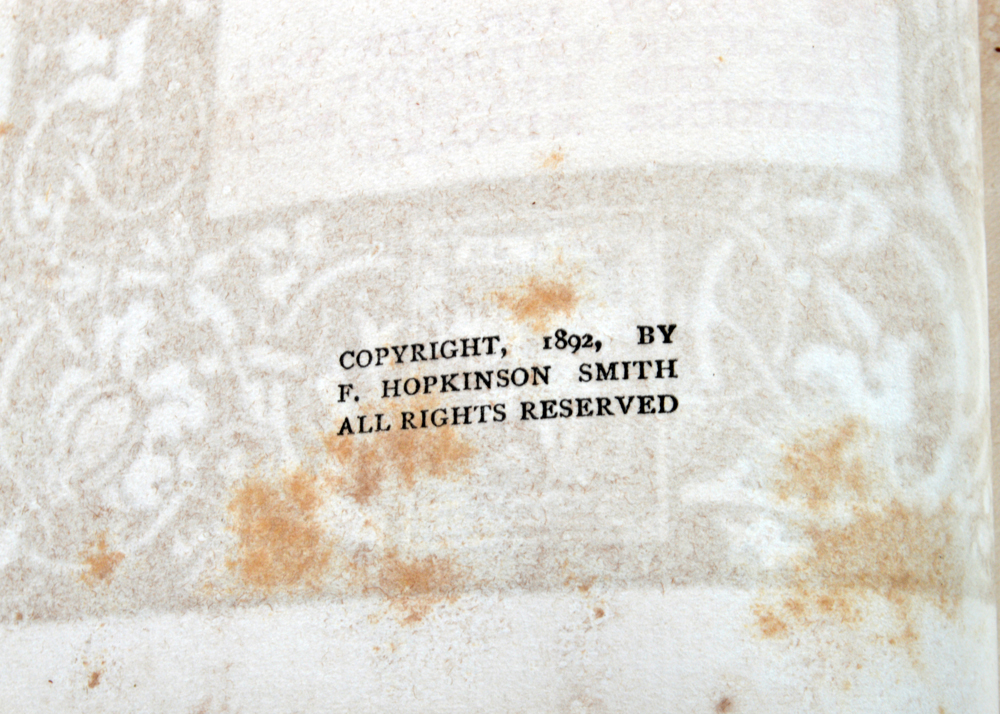 COPYRIGHT, 1892, BY
F. HOPKINSON SMITH
ALL RIGHTS RESERVED